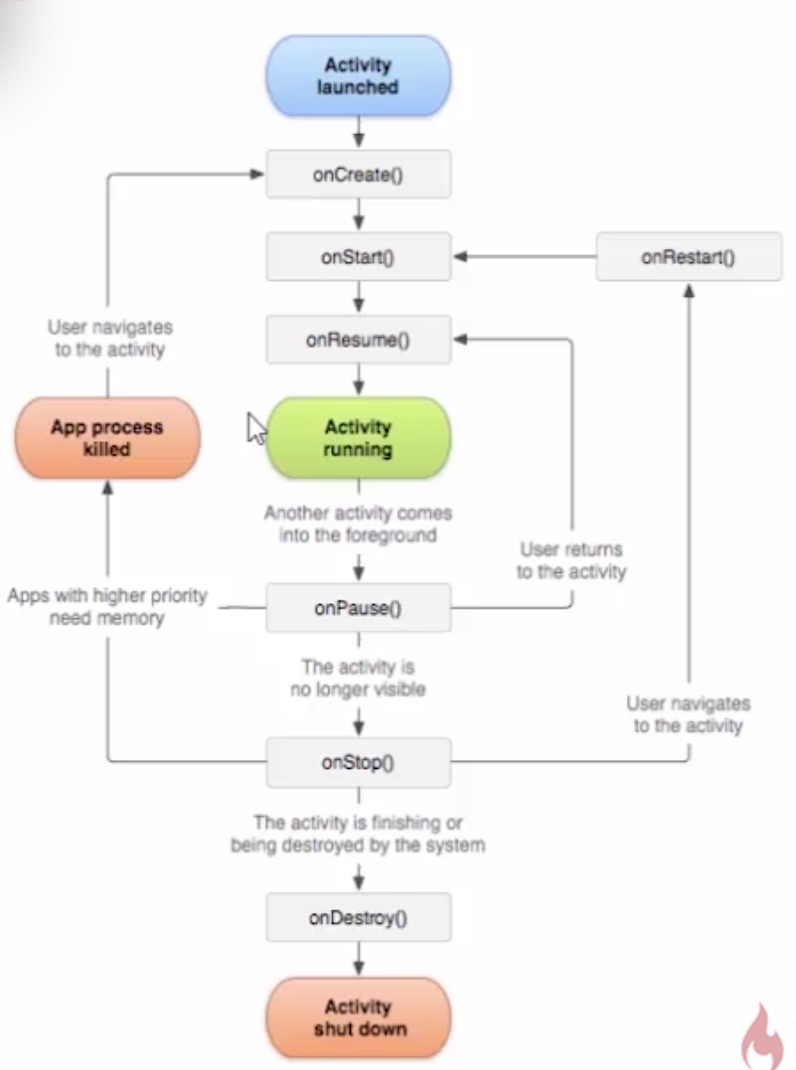 Activity
launched
onCreate()
onStart()
onRestart()
User navigates
to the activity
onResume()
App process
killed
Activity
running
Another activity comes
into the foreground
User returns
to the activity
Apps with higher priority
need memory
onPause()
The activity is
no longer visible
User navigates
to the activity
onStop()
The activity is finishing or
being destroyed by the system
onDestroy()
Activity
shut down